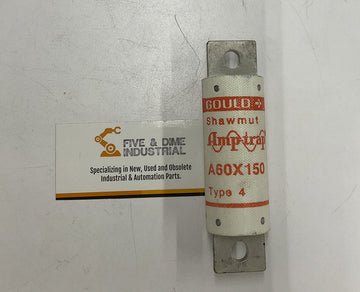 FIVE & DIME
INDUSTRIAL
Specializing in New, Used and Obsolete
Industrial & Automation Parts.
GOULD
Shawmut
Amp-trap
A60X150
Type 4